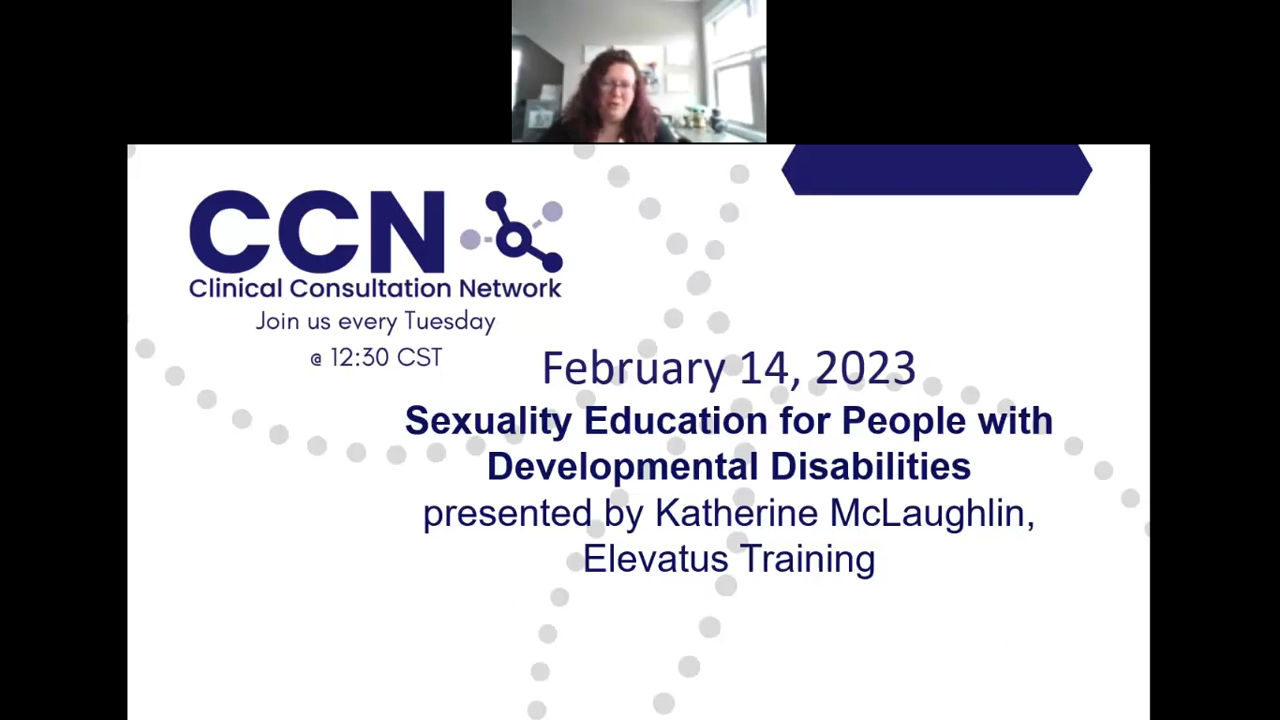 CCN
Clinical Consultation Network
Join us every Tuesday
@ 12:30 CST
February 14, 2023
Sexuality Education for People with
Developmental Disabilities
presented by Katherine McLaughlin,
Elevatus Training